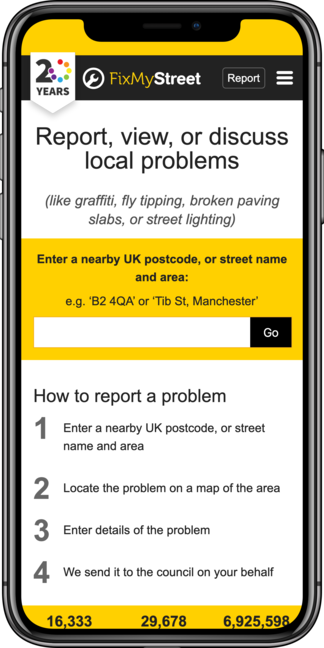 20
YEARS
FixMyStreet
Report
Report, view, or discuss
local problems
(like graffiti, fly tipping, broken paving
slabs, or street lighting)
Enter a nearby UK postcode, or street name
and area:
e.g. ‘B2 4QA’ or ‘Tib St, Manchester’
Go
How to report a problem
1 Enter a nearby UK postcode, or street
name and area
2 Locate the problem on a map of the area
3 Enter details of the problem
4 We send it to the council on your behalf
16,333 29,678 6,925,598